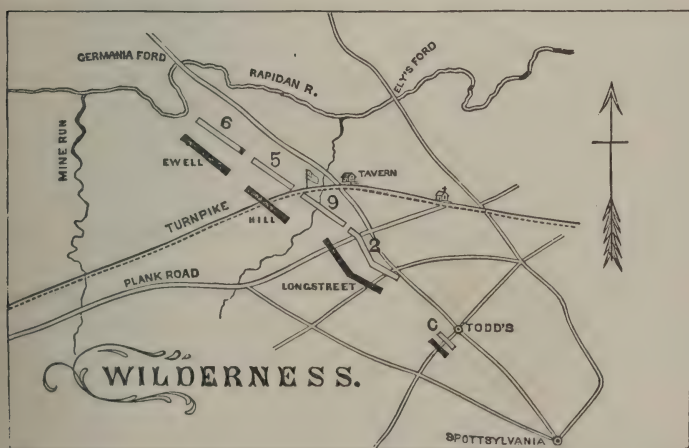 GERMANIA FORD
RAPIDAN R.
ELY'S FORD
MINE RUN
6
EWELL
5
TAVERN
HILL
9
TURNPIKE
2
PLANK ROAD
LONGSTREET
C
TODD'S
WILDERNESS.
SPOTTSYLVANIA